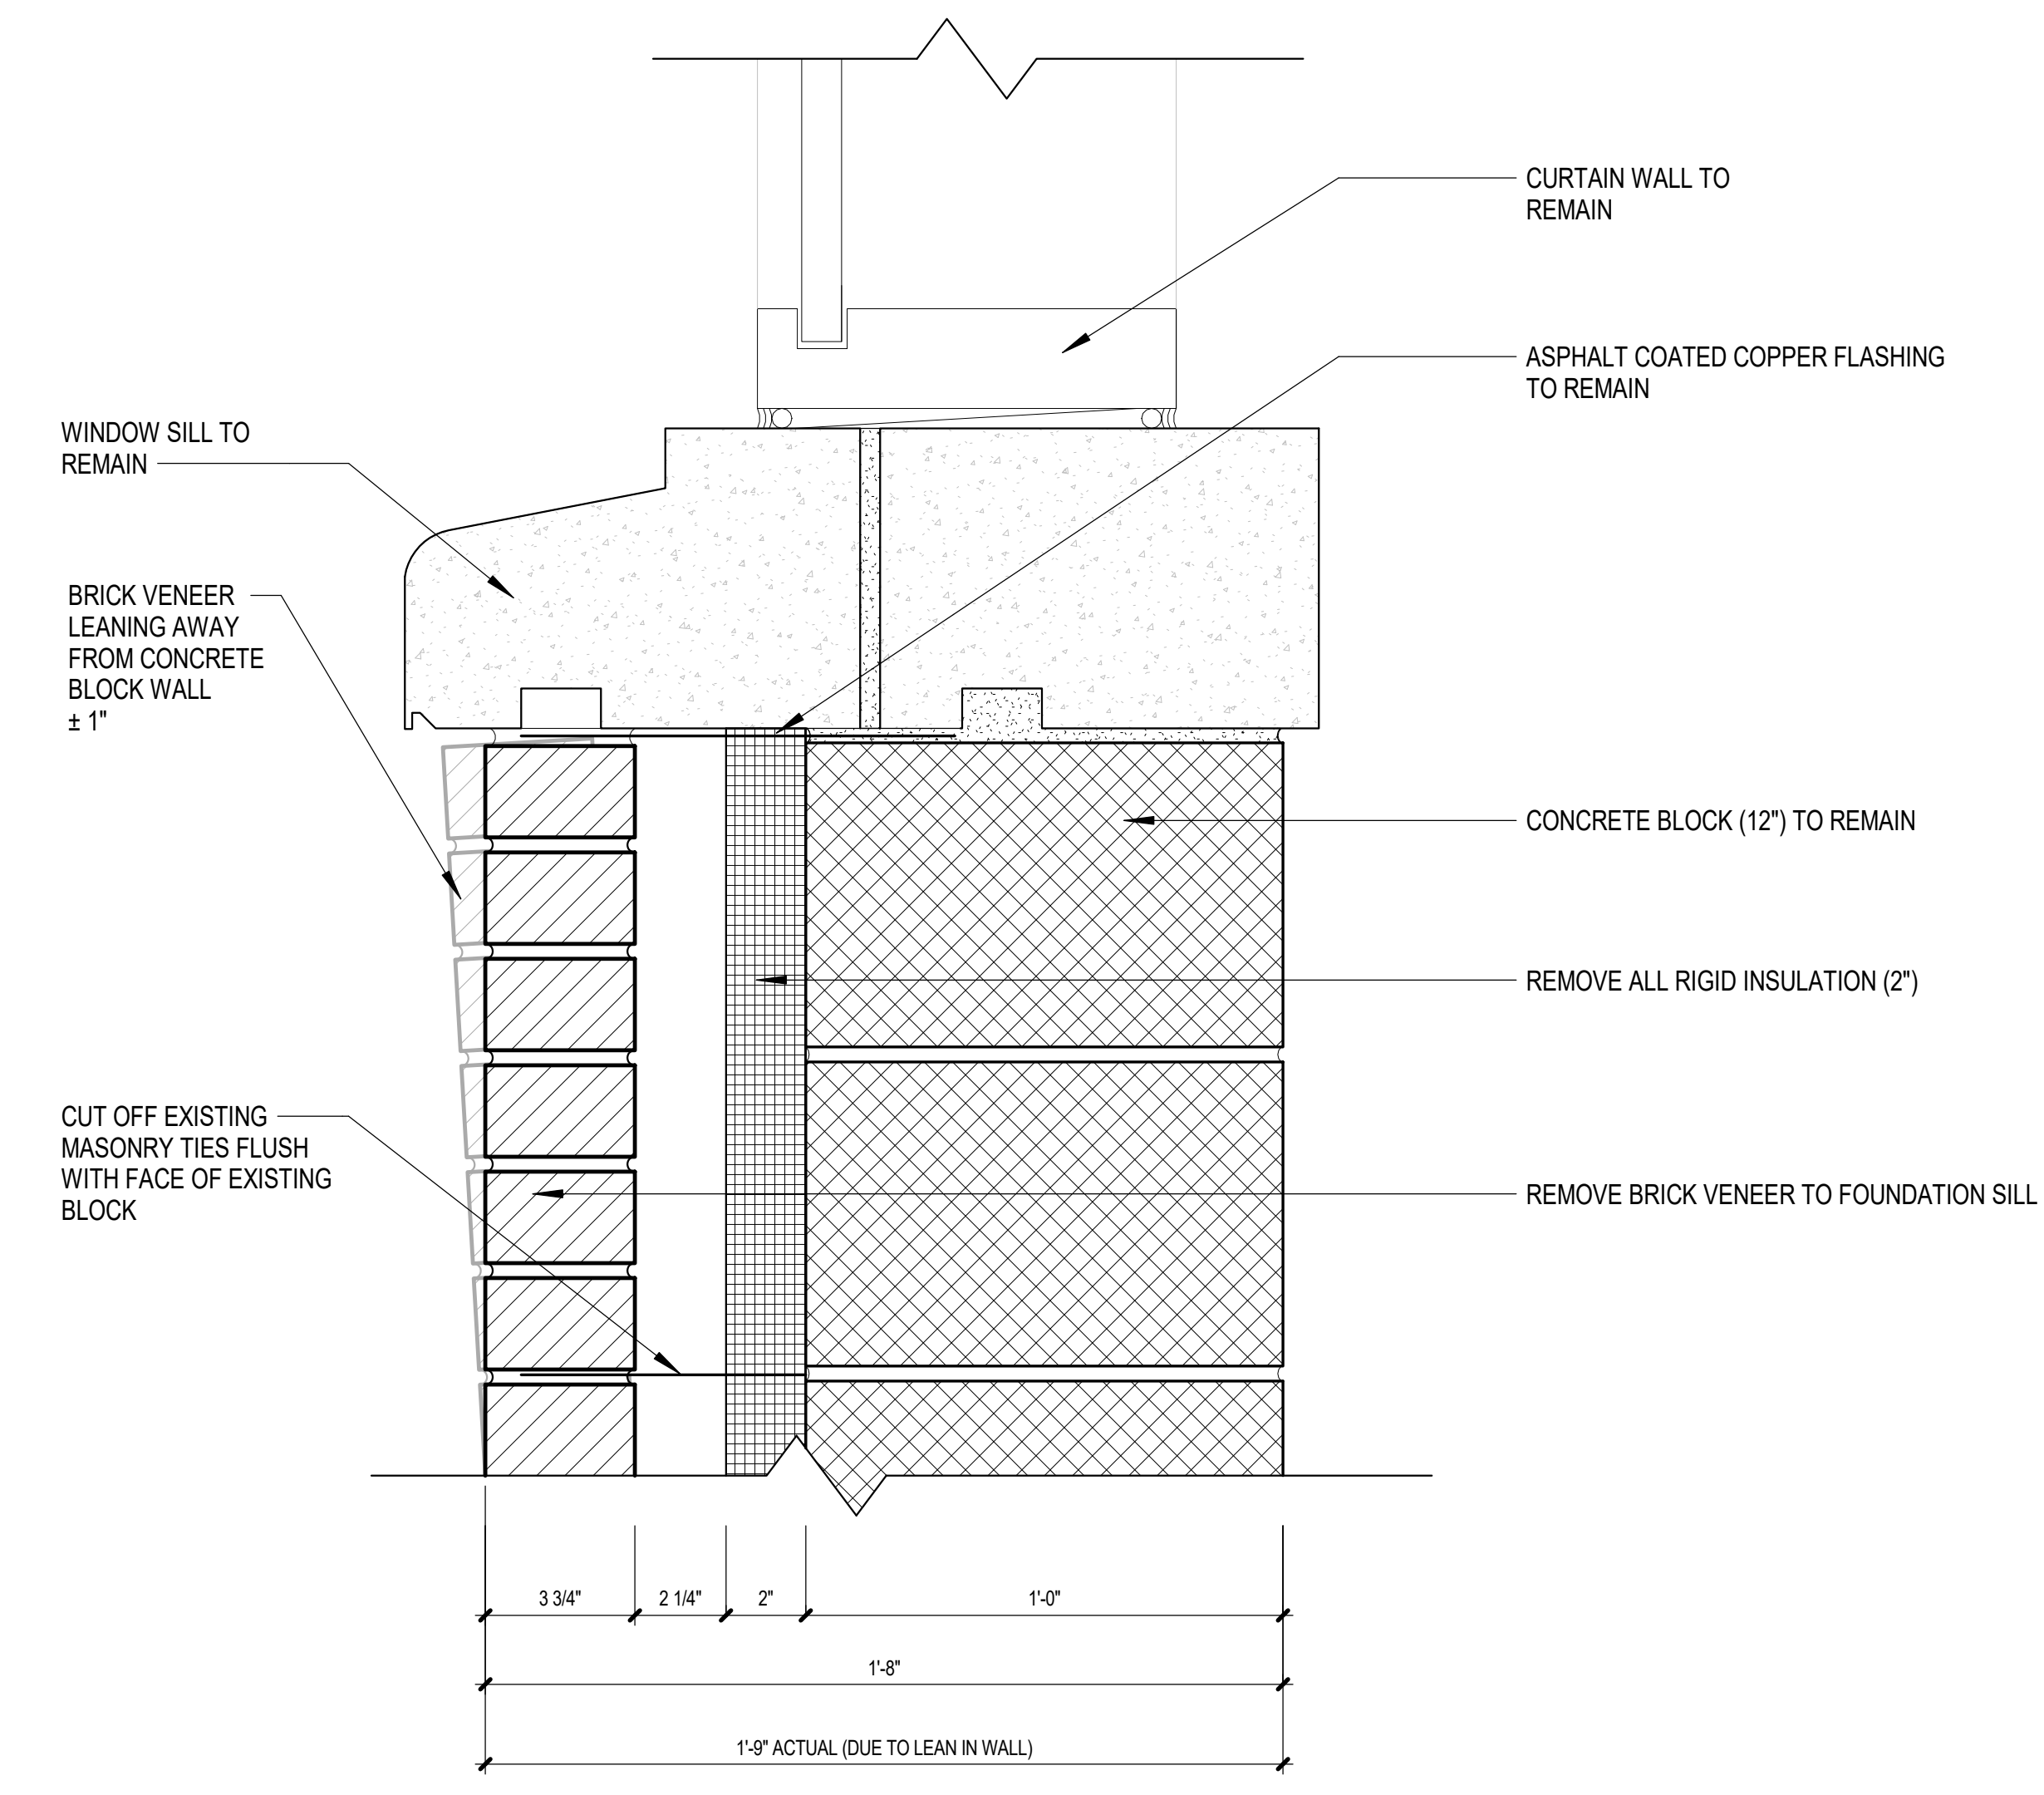 CURTAIN WALL TO
REMAIN
ASPHALT COATED COPPER FLASHING
TO REMAIN
WINDOW SILL TO
REMAIN
BRICK VENEER
LEANING AWAY
FROM CONCRETE
BLOCK WALL
± 1"
CONCRETE BLOCK (12") TO REMAIN
REMOVE ALL RIGID INSULATION (2")
CUT OFF EXISTING
MASONRY TIES FLUSH
WITH FACE OF EXISTING
BLOCK
REMOVE BRICK VENEER TO FOUNDATION SILL
3 3/4" 2 1/4" 2" 1'-0"
1'-8"
1'-9" ACTUAL (DUE TO LEAN IN WALL)